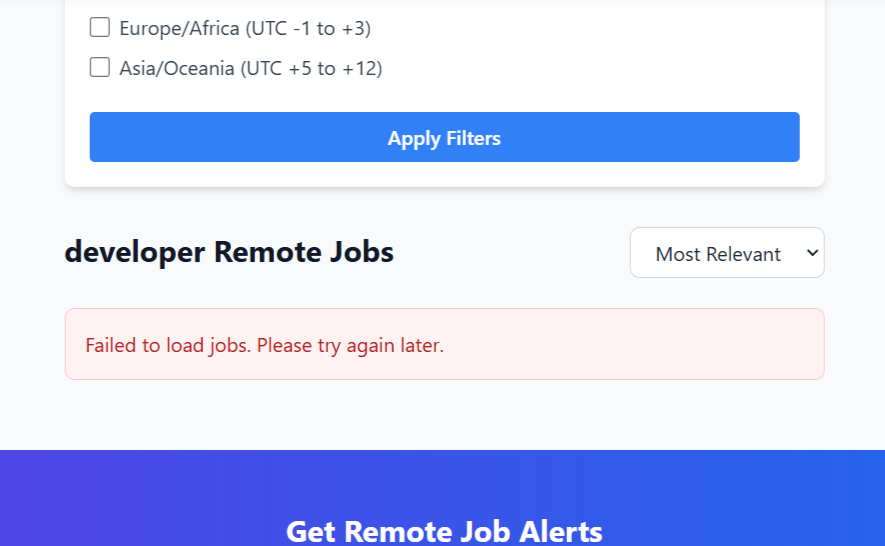 Europe/Africa (UTC -1 to +3)
Asia/Oceania (UTC +5 to +12)
Apply Filters
developer Remote Jobs
Most Relevant
Failed to load jobs. Please try again later.
Get Remote Job Alerts